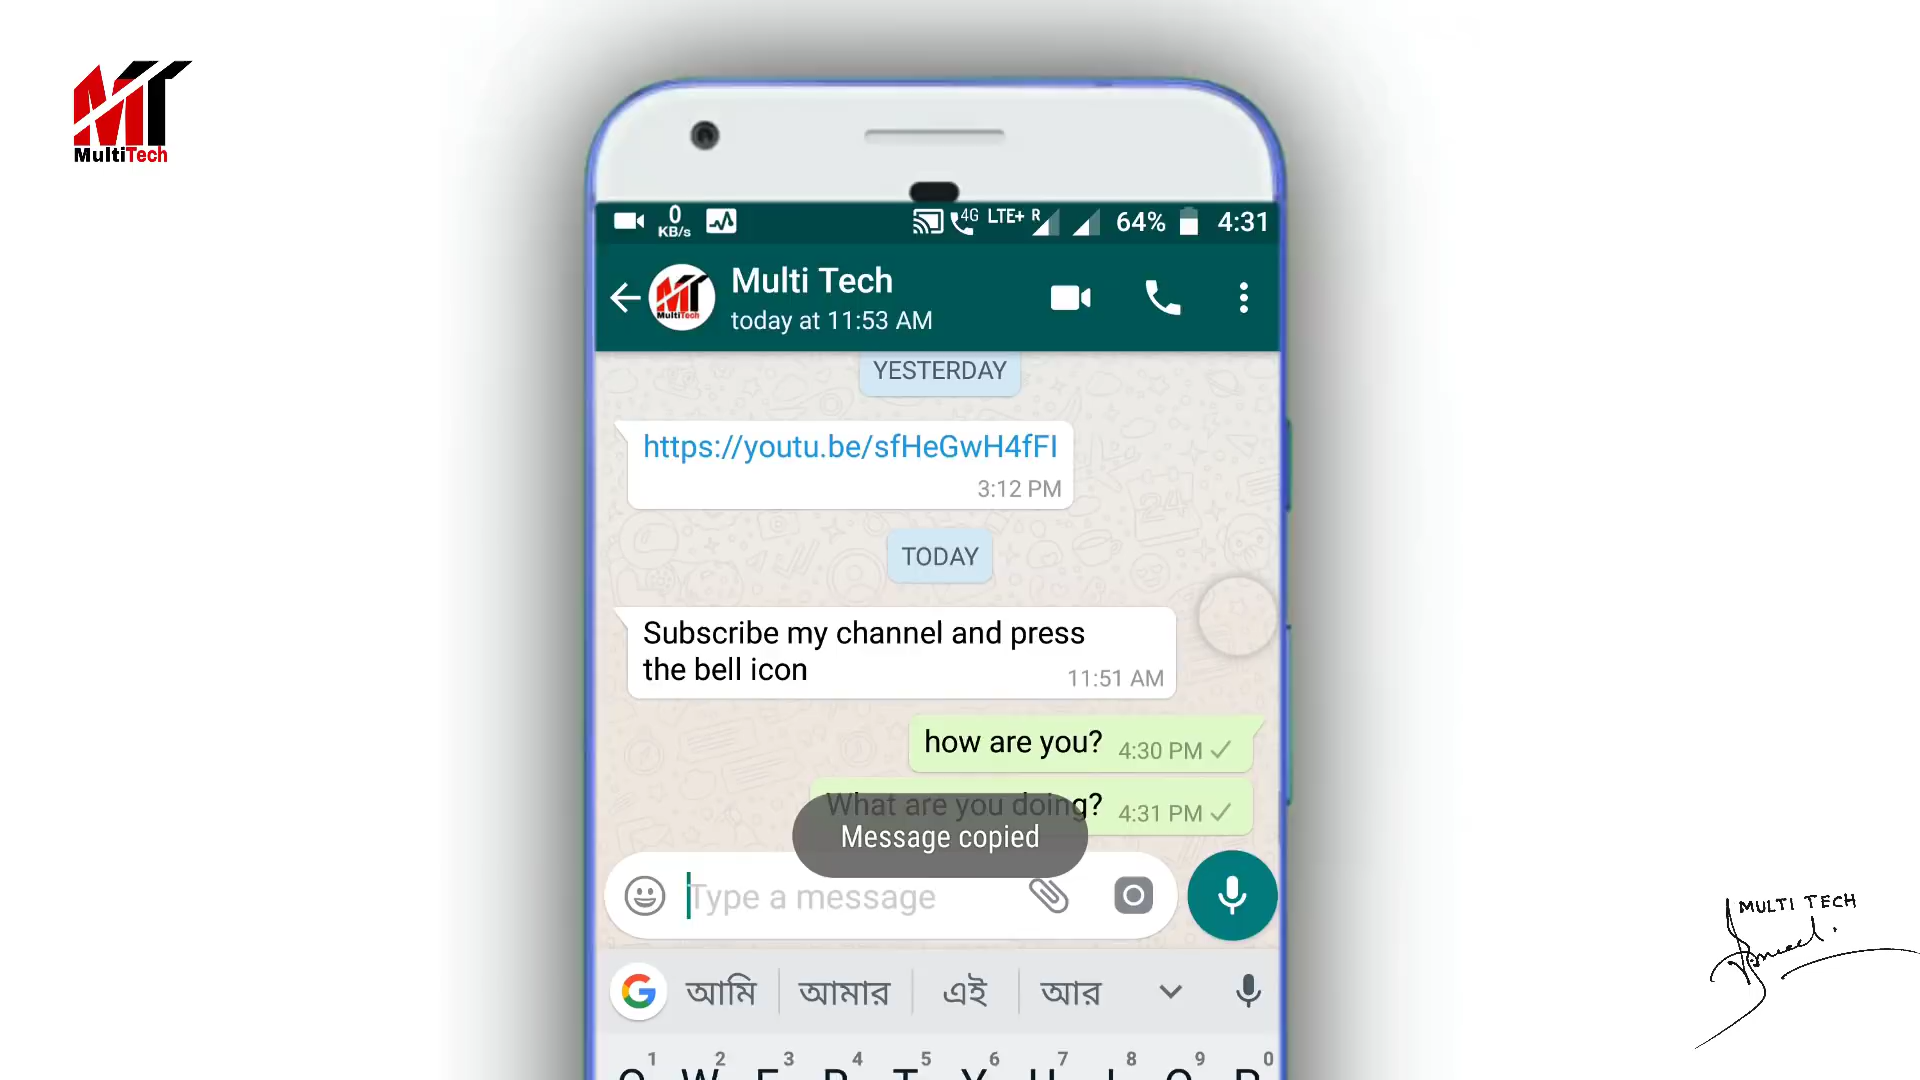 MultiTech
0
KB/s
4G LTE+ R 64% 4:31
Multi Tech
today at 11:53 AM
MultiTech
YESTERDAY
https://youtu.be/sfHeGwH4fFI
3:12 PM
TODAY
Subscribe my channel and press
the bell icon
11:51 AM
how are you? 4:30 PM
What are you doing? 4:31 PM
Message copied
Type a message
MULTI TECH
আমি আমার এই আর
1 2 3 4 5 6 7 8 9 0
Q W E R T Y U I O P